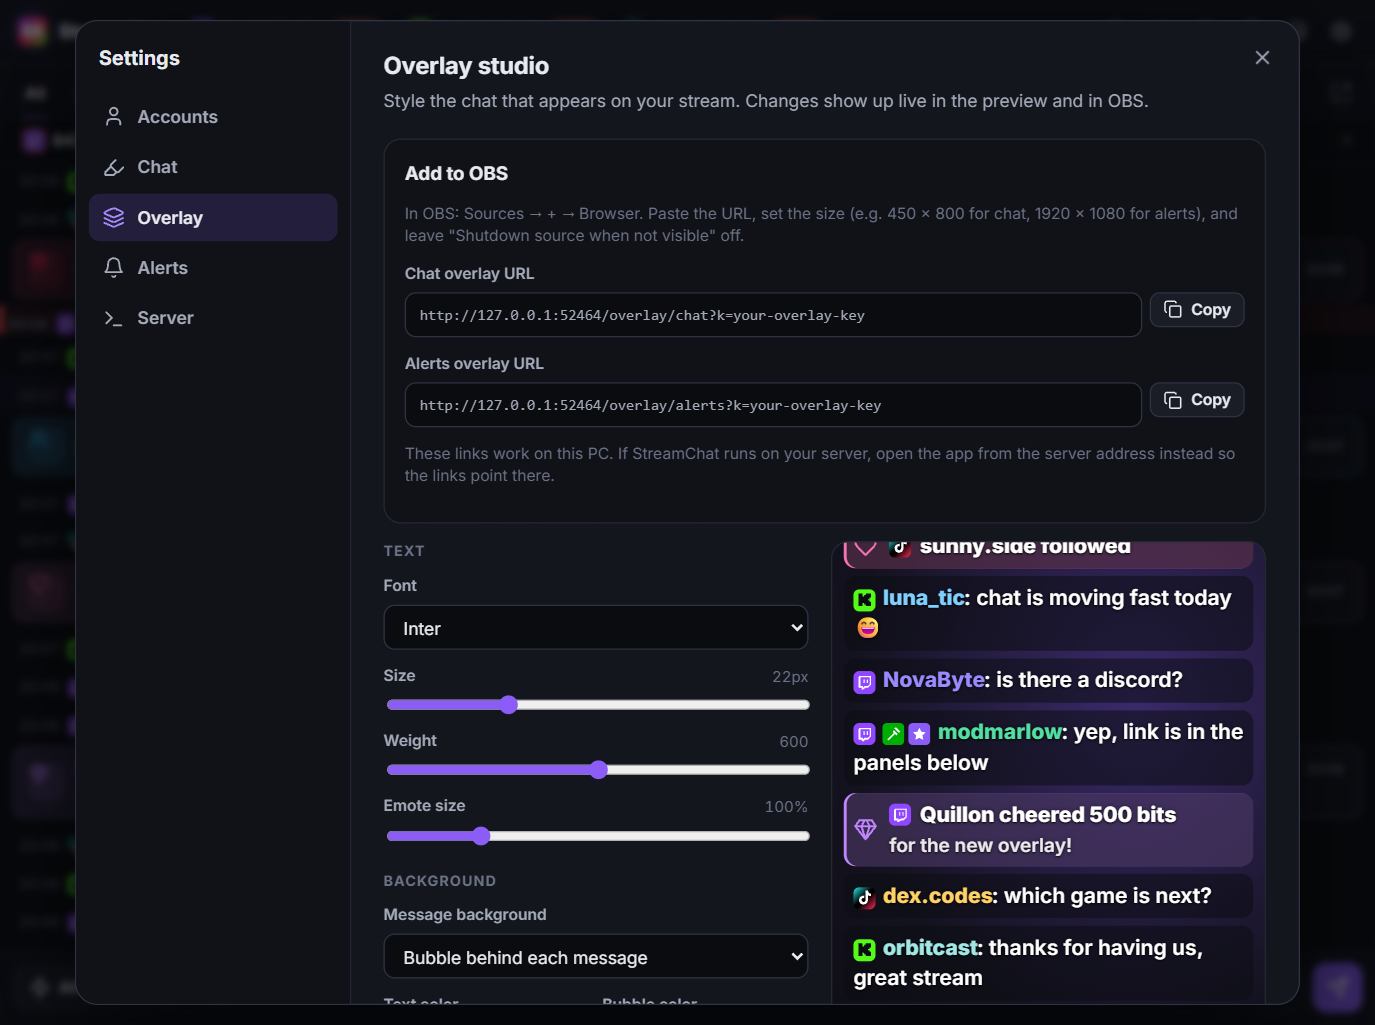 Settings
Accounts
Chat
Overlay
Alerts
Server
Overlay studio
Style the chat that appears on your stream. Changes show up live in the preview and in OBS.
Add to OBS
In OBS: Sources → + → Browser. Paste the URL, set the size (e.g. 450 × 800 for chat, 1920 × 1080 for alerts), and
leave "Shutdown source when not visible" off.
Chat overlay URL
http://127.0.0.1:52464/overlay/chat?k=your-overlay-key
Copy
Alerts overlay URL
http://127.0.0.1:52464/overlay/alerts?k=your-overlay-key
Copy
These links work on this PC. If StreamChat runs on your server, open the app from the server address instead so
the links point there.
TEXT
Font
Inter
Size 22px
Weight 600
Emote size 100%
BACKGROUND
Message background
Bubble behind each message
Text color Bubble color
sunny.side followed
luna_tic: chat is moving fast today
😄
NovaByte: is there a discord?
modmarlow: yep, link is in the
panels below
Quillon cheered 500 bits
for the new overlay!
dex.codes: which game is next?
orbitcast: thanks for having us,
great stream